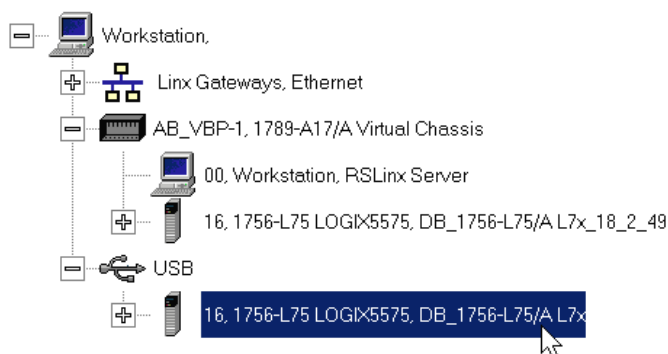 Workstation,
Linx Gateways, Ethernet
AB_VBP-1, 1789-A17/A Virtual Chassis
00, Workstation, RSLinx Server
16, 1756-L75 LOGIX5575, DB_1756-L75/A L7x_18_2_49
USB
16, 1756-L75 LOGIX5575, DB_1756-L75/A L7x